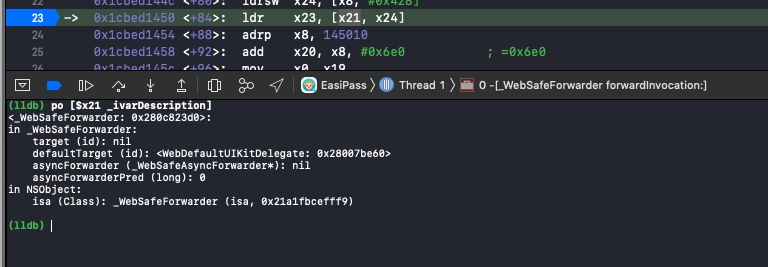 22 0x1cbed144c <+80>: ldrsw x24, [x8, #0x428]
23 -> 0x1cbed1450 <+84>: ldr x23, [x21, x24]
24 0x1cbed1454 <+88>: adrp x8, 145010
25 0x1cbed1458 <+92>: add x20, x8, #0x6e0 ; =0x6e0
26 0x1cbed145c <+96>: mov x0, x19
EasiPass 〉 Thread 1 〉 0 -[_WebSafeForwarder forwardInvocation:]
(lldb) po [$x21 _ivarDescription]
<_WebSafeForwarder: 0x280c823d0>:
in _WebSafeForwarder:
target (id): nil
defaultTarget (id): <WebDefaultUIKitDelegate: 0x28007be60>
asyncForwarder (_WebSafeAsyncForwarder*): nil
asyncForwarderPred (long): 0
in NSObject:
isa (Class): _WebSafeForwarder (isa, 0x21a1fbcefff9)
(lldb)